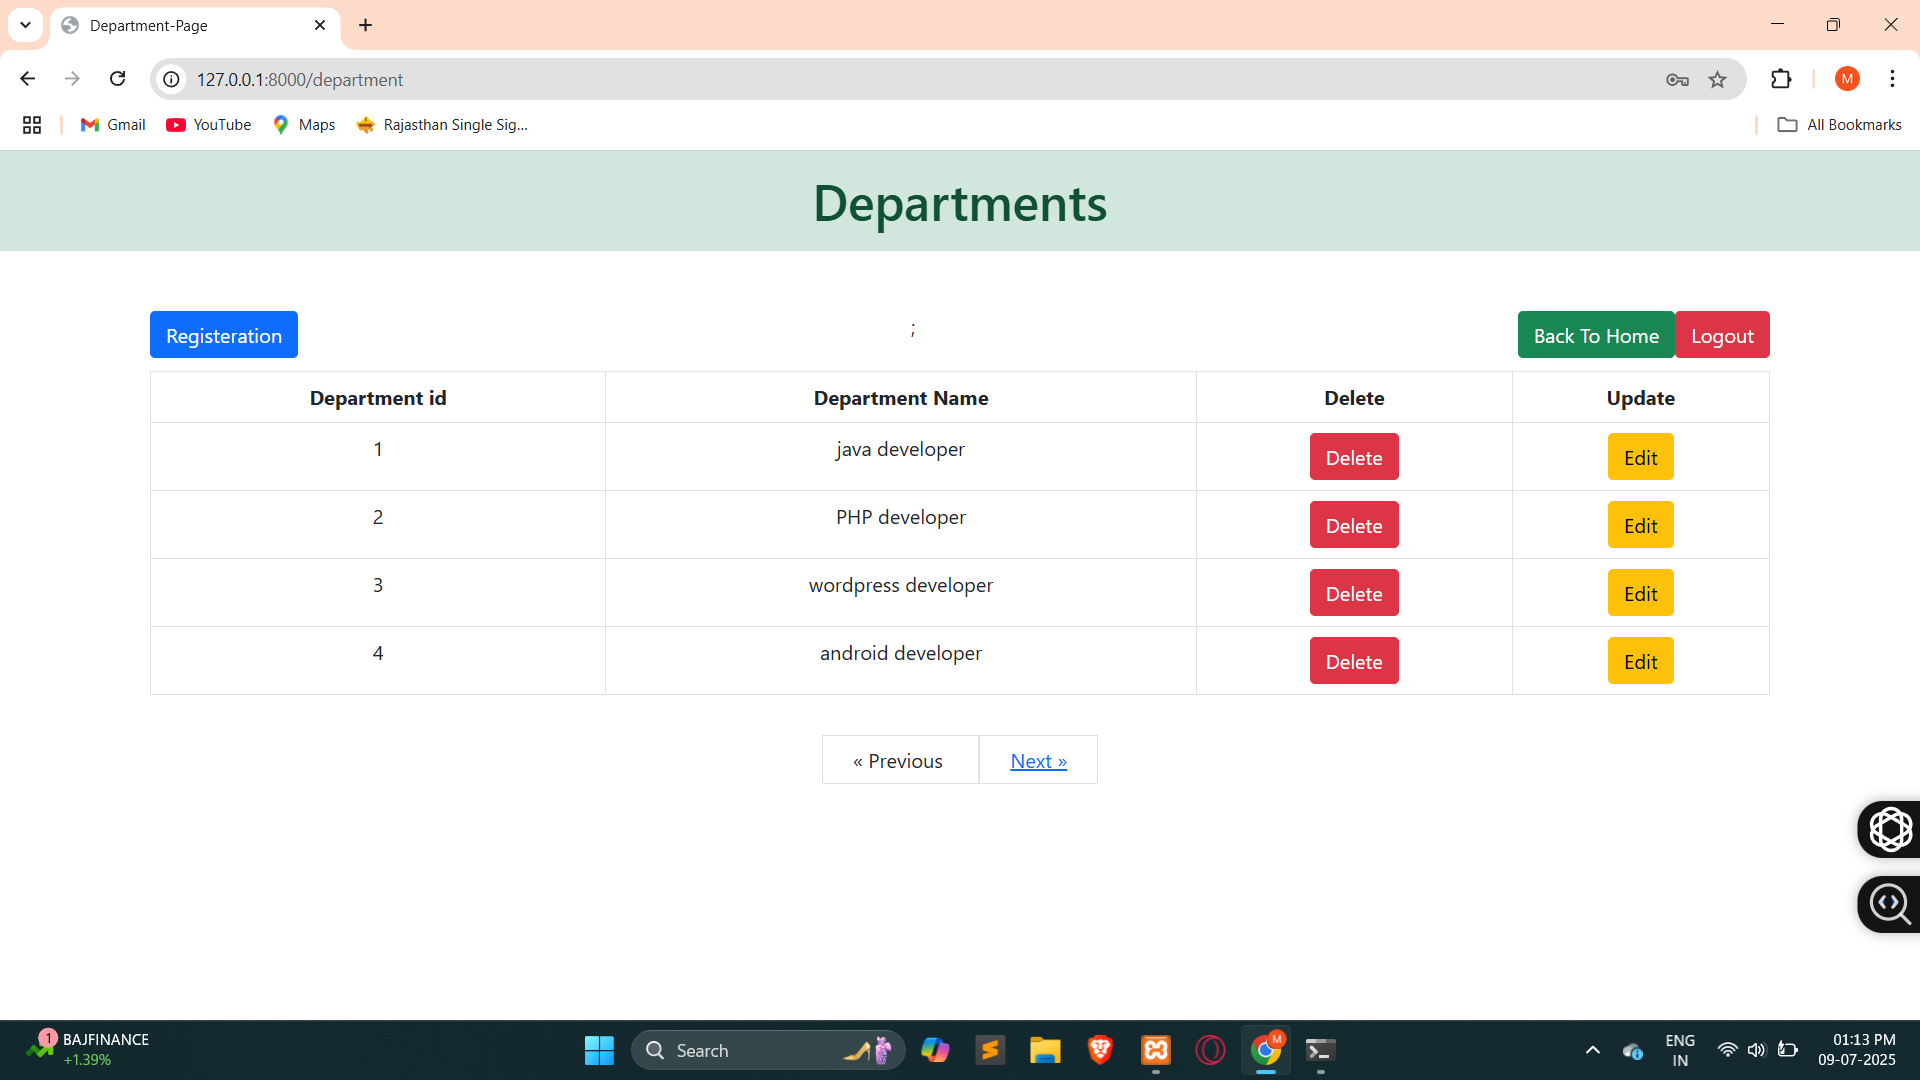 Department-Page
127.0.0.1:8000/department
M
Gmail YouTube Maps Rajasthan Single Sig... All Bookmarks
Departments
Registeration ; Back To Home Logout
Department id Department Name Delete Update
1 java developer Delete Edit
2 PHP developer Delete Edit
3 wordpress developer Delete Edit
4 android developer Delete Edit
« Previous Next »
1 BAJFINANCE
+1.39%
Search
M
ENG
IN
01:13 PM
09-07-2025